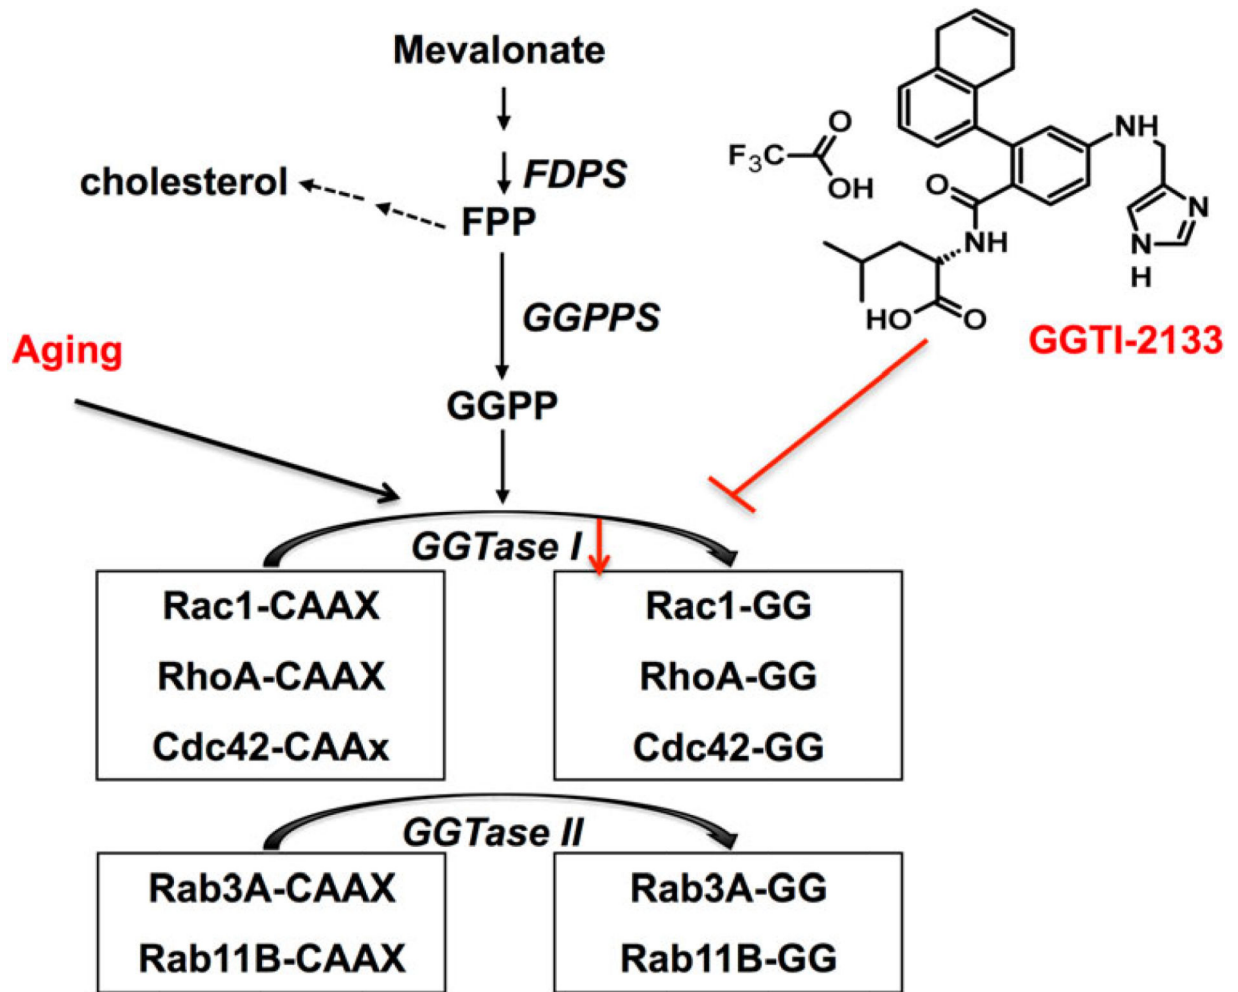 Mevalonate
FDPS
cholesterol
FPP
GGPPS
Aging
GGPP
F3C
O
OH
NH
O
NH
N
N
H
HO
O
GGTI-2133
GGTase I
Rac1-CAAX
Rac1-GG
RhoA-CAAX
RhoA-GG
Cdc42-CAAx
Cdc42-GG
GGTase II
Rab3A-CAAX
Rab3A-GG
Rab11B-CAAX
Rab11B-GG